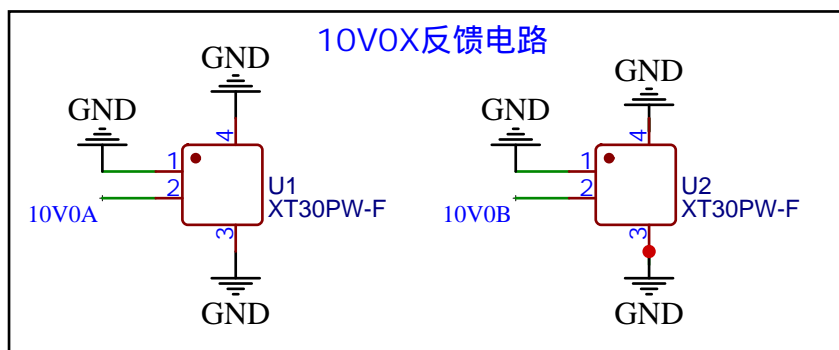 10V0X反馈电路
GND
GND
4
1
2
10V0A
U1
XT30PW-F
3
GND
GND
GND
4
1
2
10V0B
U2
XT30PW-F
3
GND